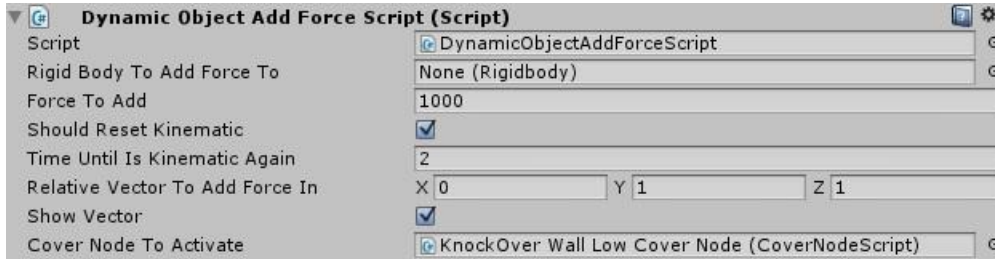 Dynamic Object Add Force Script (Script)
Script DynamicObjectAddForceScript
Rigid Body To Add Force To None (Rigidbody)
Force To Add 1000
Should Reset Kinematic
Time Until Is Kinematic Again 2
Relative Vector To Add Force In X 0 Y 1 Z 1
Show Vector
Cover Node To Activate KnockOver Wall Low Cover Node (CoverNodeScript)